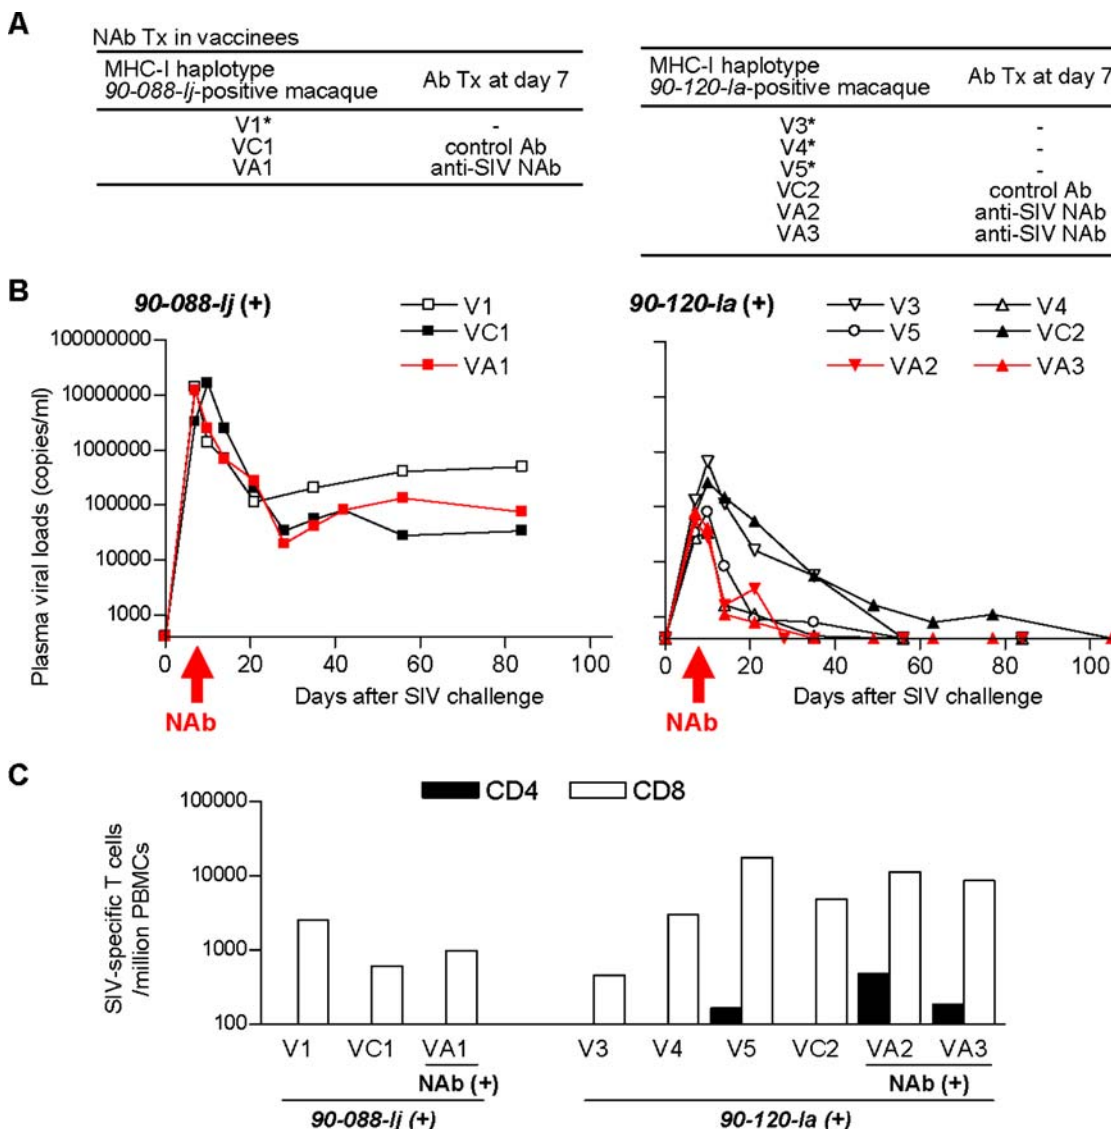 A
NAb Tx in vaccinees
MHC-I haplotype
90-088-Ij-positive macaque
Ab Tx at day 7
V1* -
VC1 control Ab
VA1 anti-SIV NAb
MHC-I haplotype
90-120-Ia-positive macaque
Ab Tx at day 7
V3* -
V4* -
V5* -
VC2 control Ab
VA2 anti-SIV NAb
VA3 anti-SIV NAb
B
90-088-Ij (+)
V1
VC1
VA1
Plasma viral loads (copies/ml)
100000000
10000000
1000000
100000
10000
1000
0 20 40 60 80 100
Days after SIV challenge
NAb
90-120-Ia (+)
V3 V4
V5 VC2
VA2 VA3
0 20 40 60 80 100
Days after SIV challenge
NAb
C
CD4 CD8
SIV-specific T cells
/million PBMCs
100000
10000
1000
100
V1 VC1 VA1 V3 V4 V5 VC2 VA2 VA3
NAb (+) NAb (+)
90-088-Ij (+) 90-120-Ia (+)